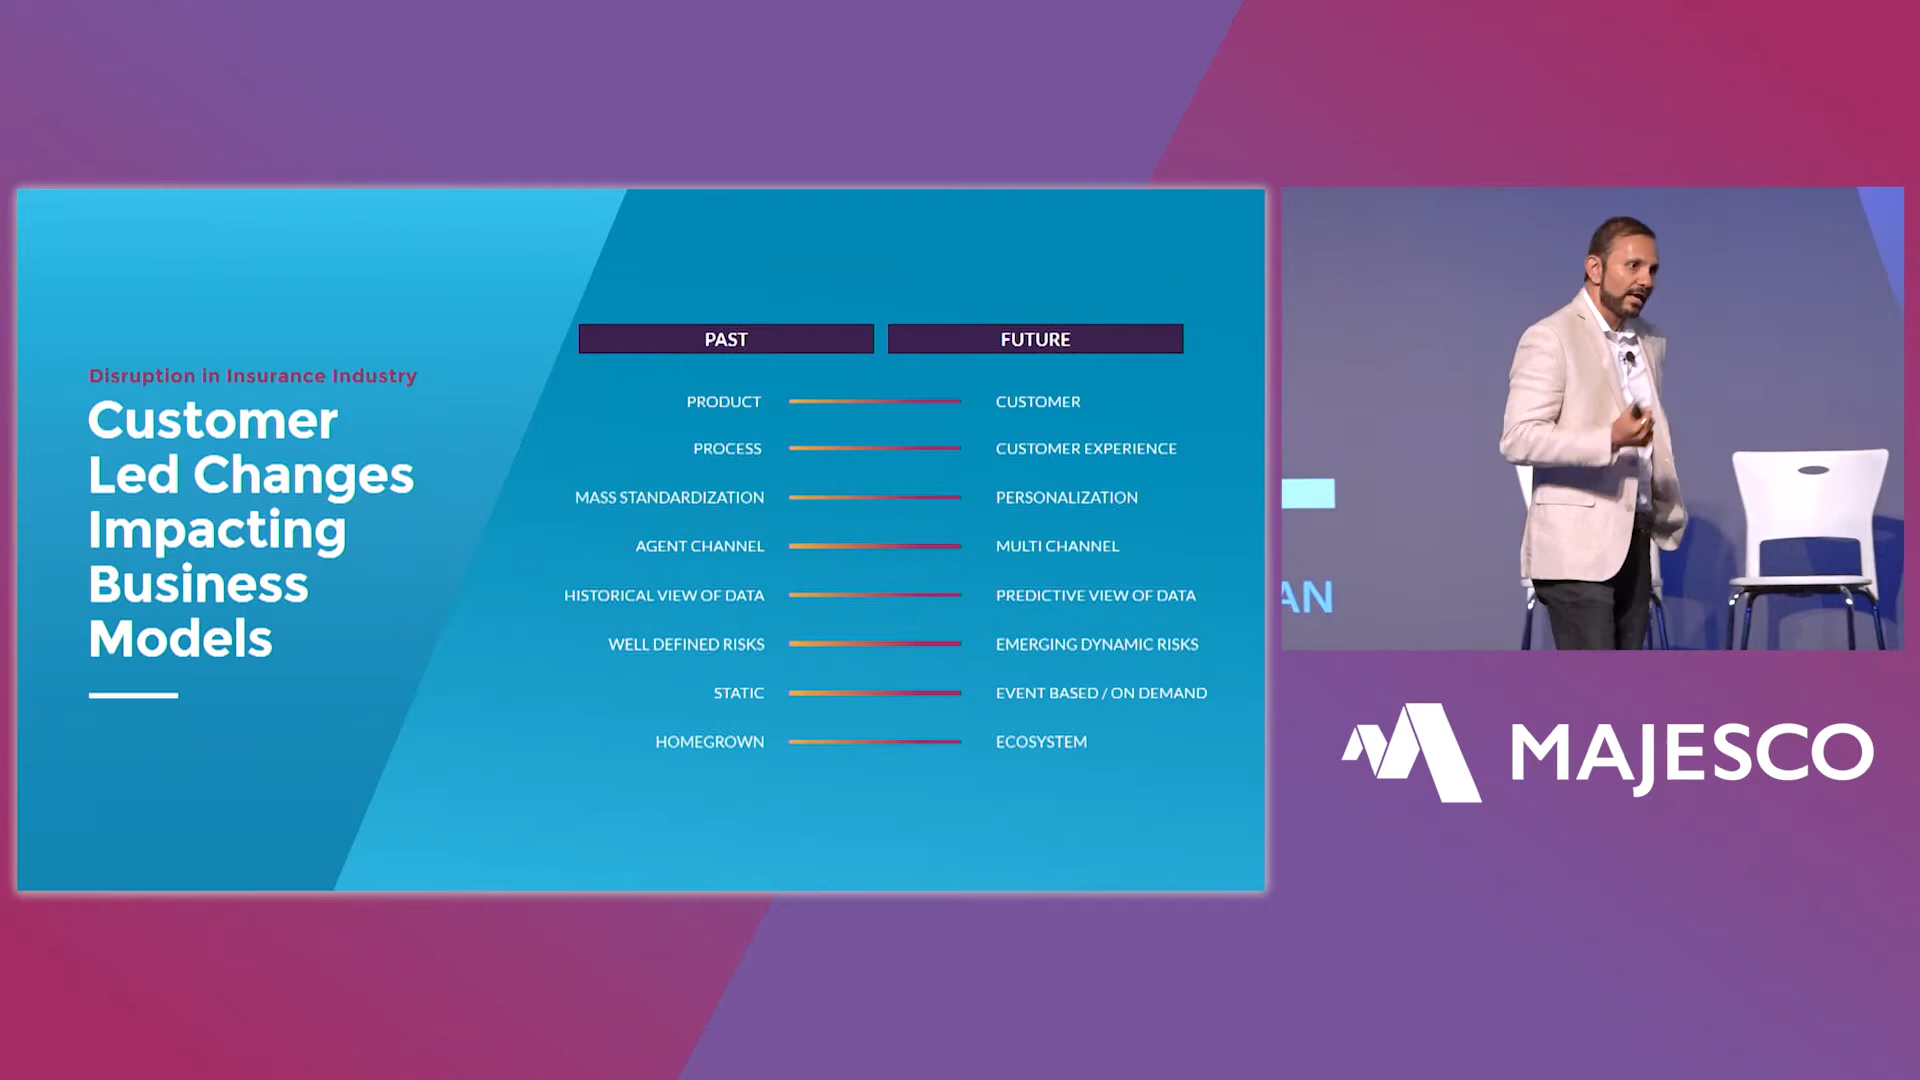 Disruption in Insurance Industry
Customer
Led Changes
Impacting
Business
Models
PAST
FUTURE
PRODUCT
CUSTOMER
PROCESS
CUSTOMER EXPERIENCE
MASS STANDARDIZATION
PERSONALIZATION
AGENT CHANNEL
MULTI CHANNEL
HISTORICAL VIEW OF DATA
PREDICTIVE VIEW OF DATA
WELL DEFINED RISKS
EMERGING DYNAMIC RISKS
STATIC
EVENT BASED / ON DEMAND
HOMEGROWN
ECOSYSTEM
AN
MAJESCO